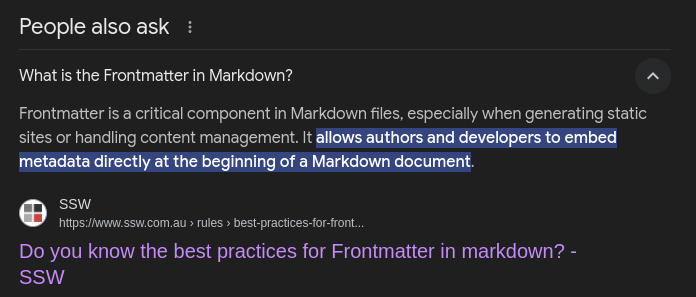 People also ask
What is the Frontmatter in Markdown?
Frontmatter is a critical component in Markdown files, especially when generating static
sites or handling content management. It allows authors and developers to embed
metadata directly at the beginning of a Markdown document.
SSW
https://www.ssw.com.au › rules › best-practices-for-front...
Do you know the best practices for Frontmatter in markdown? -
SSW